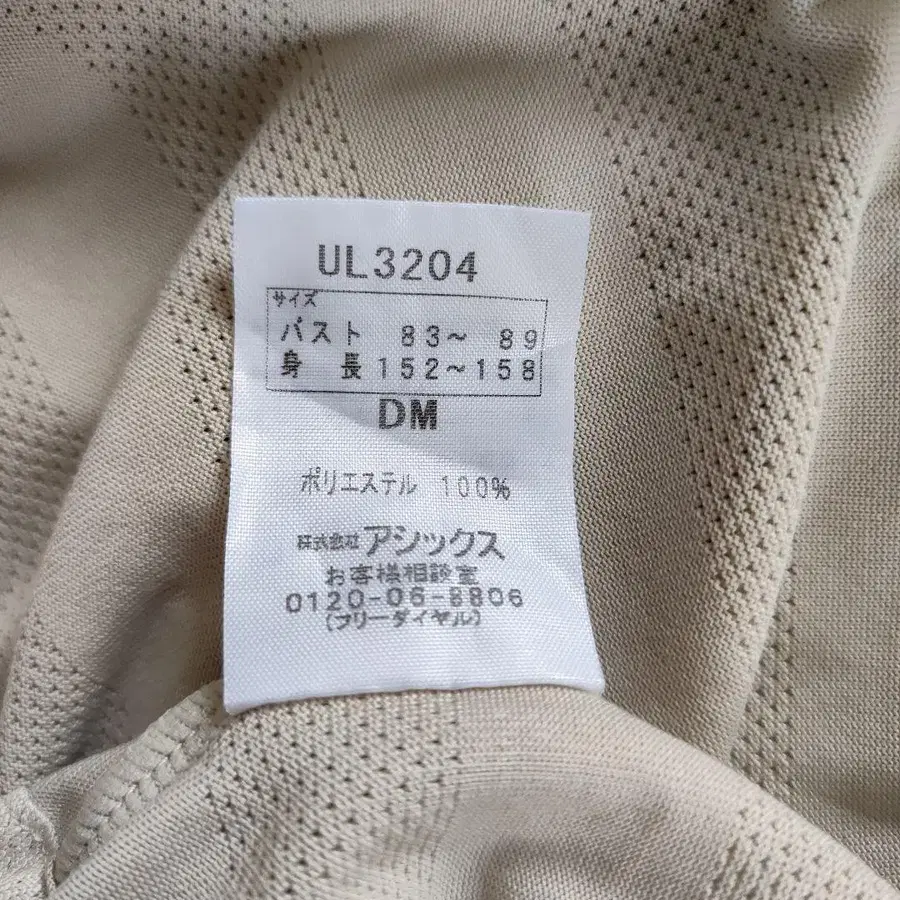 UL3204
サイズ
バスト 83～ 89
身 長 152～158
DM
ポリエステル 100%
株式会社アシックス
お客様相談室
0120-06-8806
(フリーダイヤル)